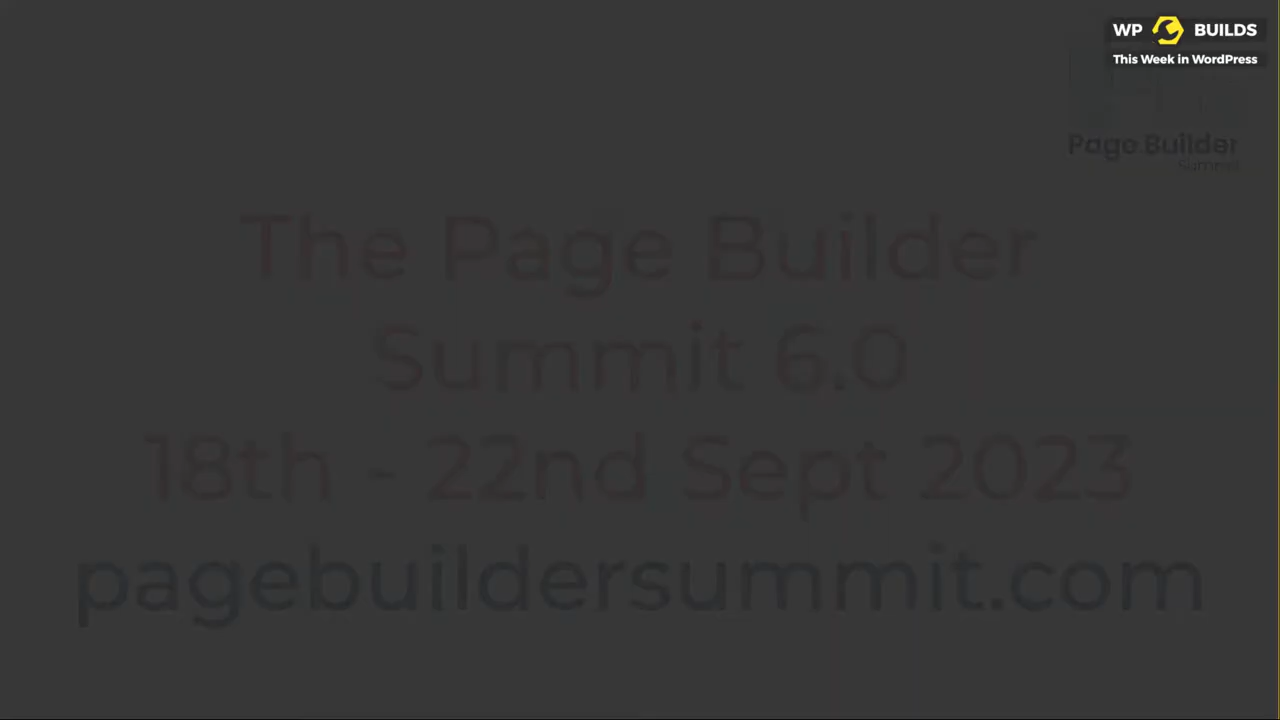 WP BUILDS
This Week in WordPress
Page Builder
Summit
The Page Builder
Summit 6.0
18th - 22nd Sept 2023
pagebuildersummit.com